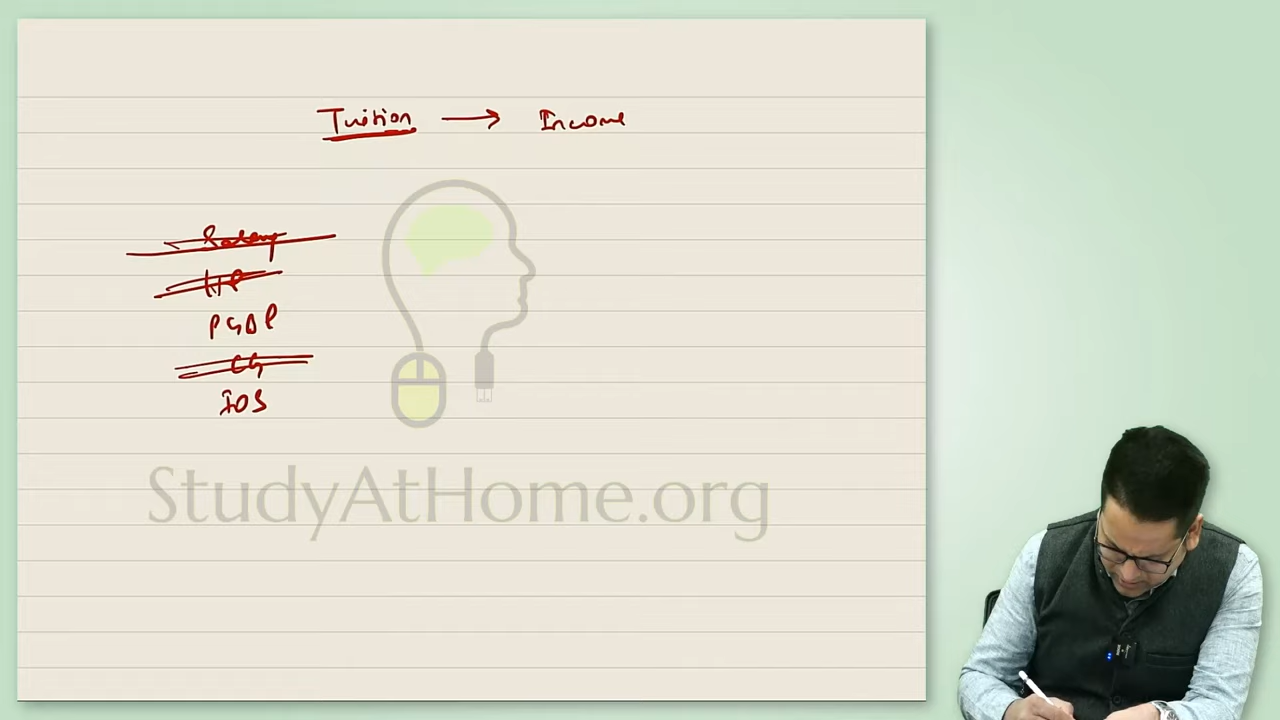 Tuition → Income
Salary
HP
PGBP
CG
IOS
StudyAtHome.org